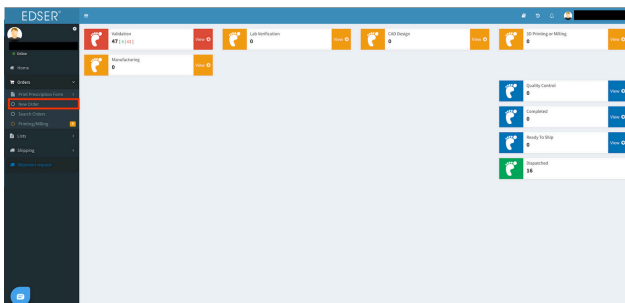 EDSER
Online
Home
Orders
Print Prescription Form
New Order
Search Orders
Printing/Milling
Lists
Shipping
Validation
47
View
Lab Verification
0
View
CAD Design
0
View
3D Printing or Milling
0
View
Manufacturing
0
View
Quality Control
0
View
Completed
0
View
Ready To Ship
0
View
Dispatched
16